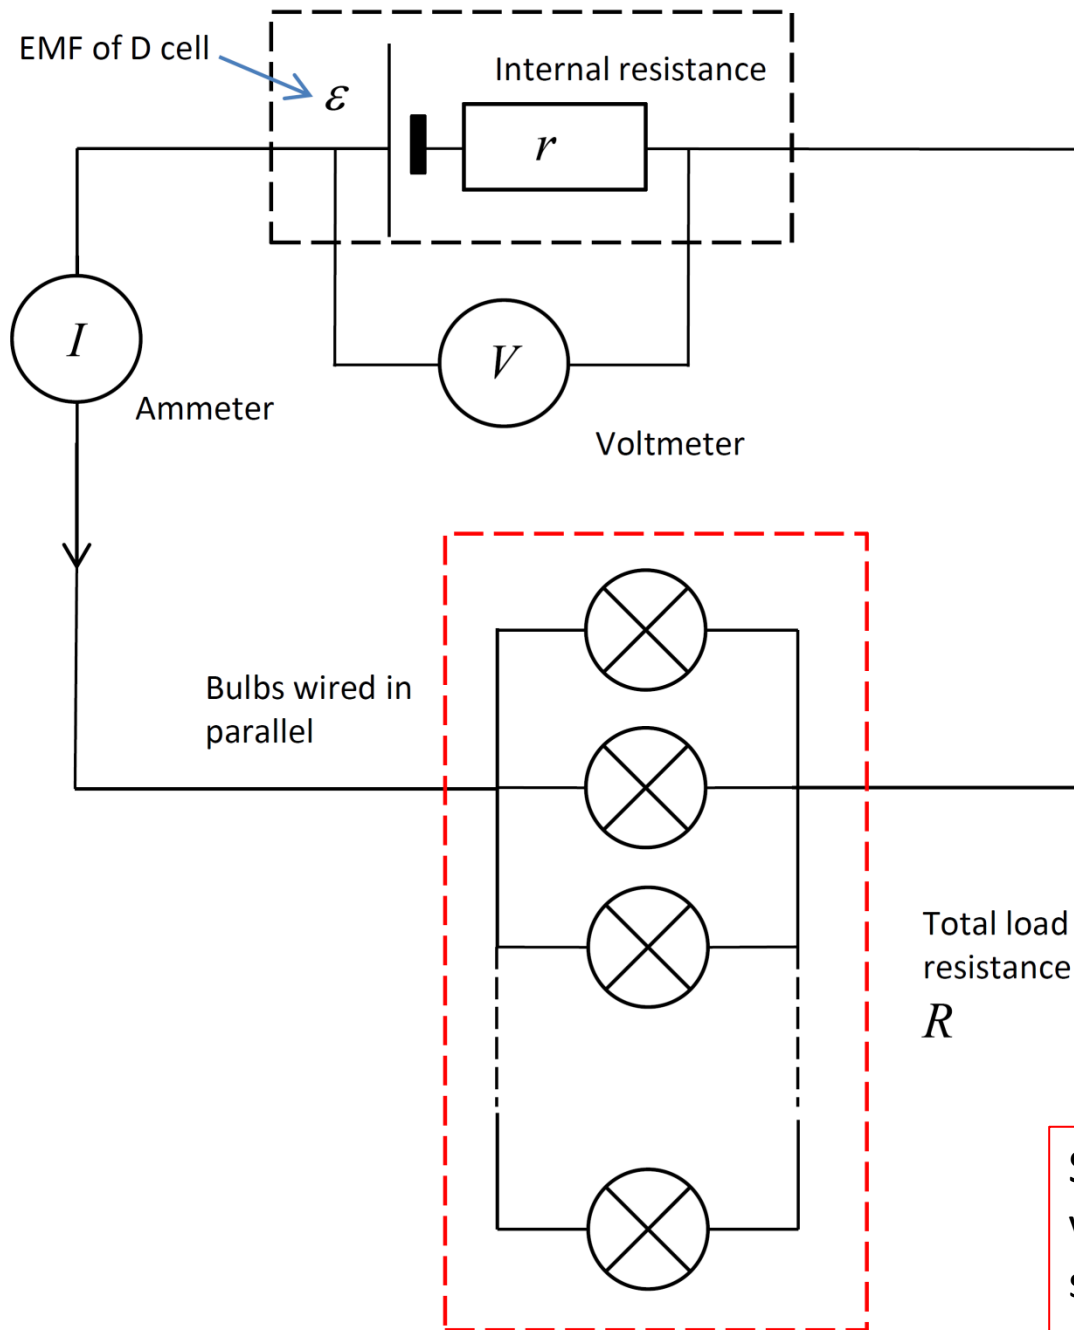 EMF of D cell
Internal resistance
ε
r
I
V
Ammeter
Voltmeter
Bulbs wired in
parallel
Total load
resistance
R